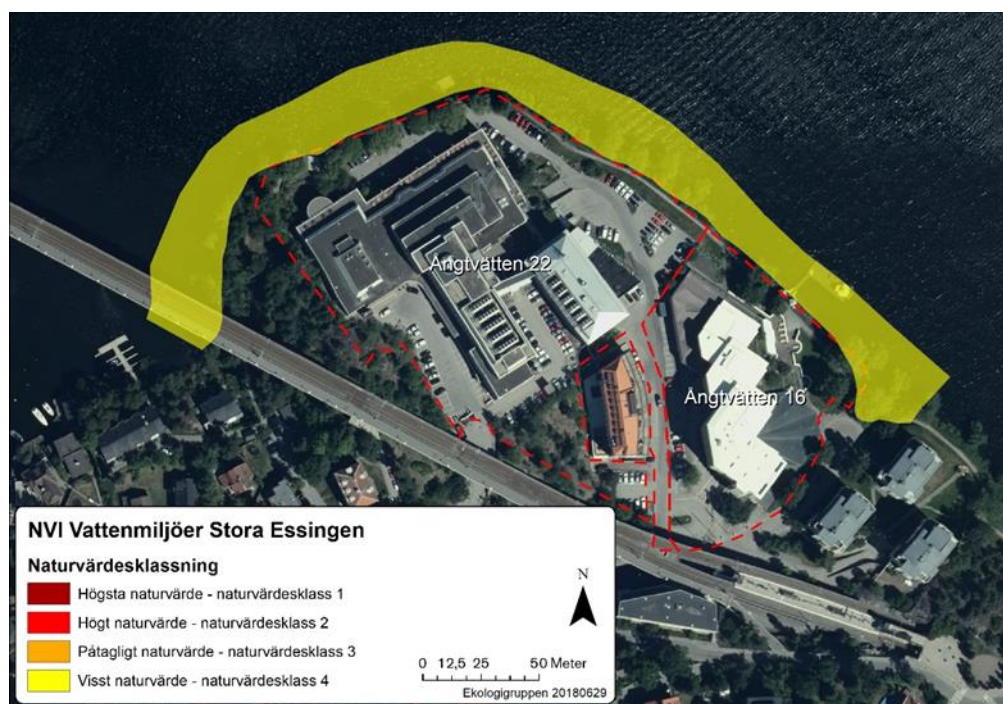 Ångtvätten 22
Ångtvätten 16
NVI Vattenmiljöer Stora Essingen
Naturvärdesklassning
Högsta naturvärde - naturvärdesklass 1
Högt naturvärde - naturvärdesklass 2
Påtagligt naturvärde - naturvärdesklass 3
Visst naturvärde - naturvärdesklass 4
N
0 12,5 25 50 Meter
Ekologigruppen 20180629